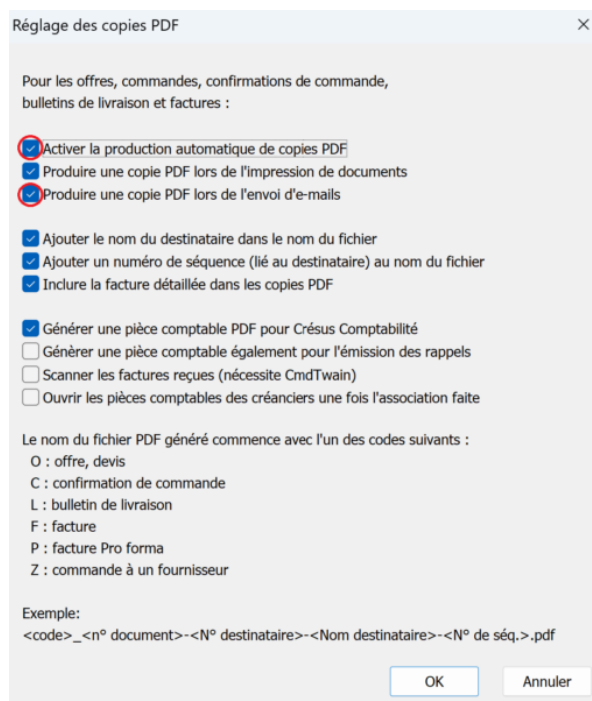 Réglage des copies PDF
Pour les offres, commandes, confirmations de commande,
bulletins de livraison et factures :
Activer la production automatique de copies PDF
Produire une copie PDF lors de l'impression de documents
Produire une copie PDF lors de l'envoi d'e-mails
Ajouter le nom du destinataire dans le nom du fichier
Ajouter un numéro de séquence (lié au destinataire) au nom du fichier
Inclure la facture détaillée dans les copies PDF
Générer une pièce comptable PDF pour Crésus Comptabilité
Génèrer une pièce comptable également pour l'émission des rappels
Scanner les factures reçues (nécessite CmdTwain)
Ouvrir les pièces comptables des créanciers une fois l'association faite
Le nom du fichier PDF généré commence avec l'un des codes suivants :
O : offre, devis
C : confirmation de commande
L : bulletin de livraison
F : facture
P : facture Pro forma
Z : commande à un fournisseur
Exemple:
<code>_<n° document>-<N° destinataire>-<Nom destinataire>-<N° de séq.>.pdf
OK Annuler